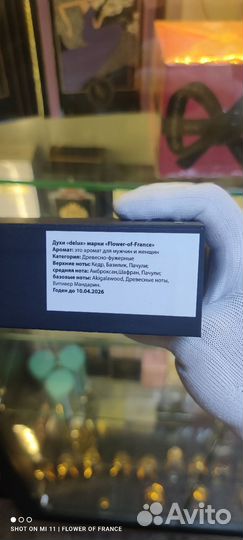 Духи «delux» марки «Flower-of-France»
Аромат: это аромат для мужчин и женщин
Категория: Древесно-фужерные
Верхние ноты: Кедр, Базилик, Пачули;
средняя ноты: Амброксан,Шафран, Пачули;
базовые ноты: Akigalawood, Древесные ноты,
Ветивер Мандарин.
Годен до 10.04.2026
SHOT ON MI 11 | FLOWER OF FRANCE
Avito